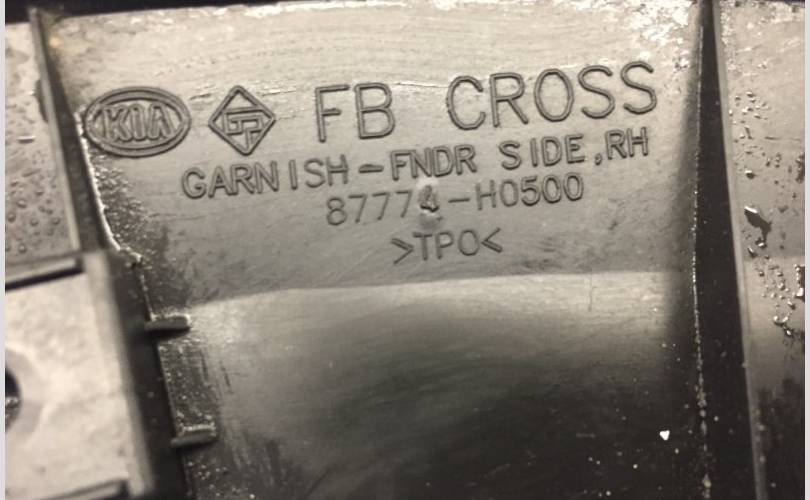 KIA FB CROSS
GARNISH-FNDR SIDE,RH
87774-H0500
>TPO<